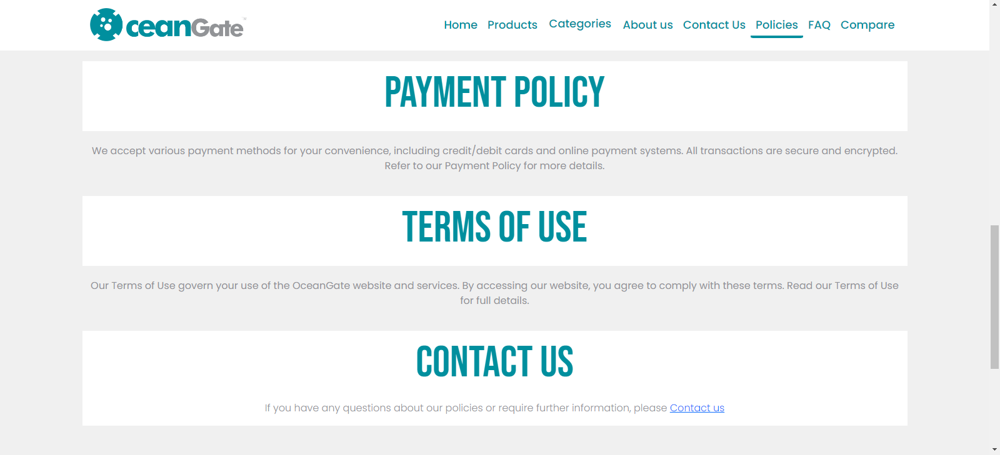 OceanGate™
Home Products Categories About us Contact Us Policies FAQ Compare
PAYMENT POLICY
We accept various payment methods for your convenience, including credit/debit cards and online payment systems. All transactions are secure and encrypted.
Refer to our Payment Policy for more details.
TERMS OF USE
Our Terms of Use govern your use of the OceanGate website and services. By accessing our website, you agree to comply with these terms. Read our Terms of Use
for full details.
CONTACT US
If you have any questions about our policies or require further information, please Contact us